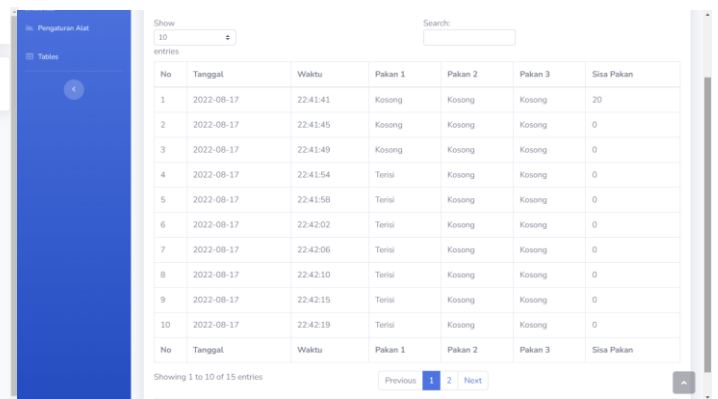 Pengaturan Alat
Tables
Show
10
entries
Search:
No Tanggal Waktu Pakan 1 Pakan 2 Pakan 3 Sisa Pakan
1 2022-08-17 22:41:41 Kosong Kosong Kosong 20
2 2022-08-17 22:41:45 Kosong Kosong Kosong 0
3 2022-08-17 22:41:49 Kosong Kosong Kosong 0
4 2022-08-17 22:41:54 Terisi Kosong Kosong 0
5 2022-08-17 22:41:58 Terisi Kosong Kosong 0
6 2022-08-17 22:42:02 Terisi Kosong Kosong 0
7 2022-08-17 22:42:06 Terisi Kosong Kosong 0
8 2022-08-17 22:42:10 Terisi Kosong Kosong 0
9 2022-08-17 22:42:15 Terisi Kosong Kosong 0
10 2022-08-17 22:42:19 Terisi Kosong Kosong 0
No Tanggal Waktu Pakan 1 Pakan 2 Pakan 3 Sisa Pakan
Showing 1 to 10 of 15 entries
Previous 1 2 Next